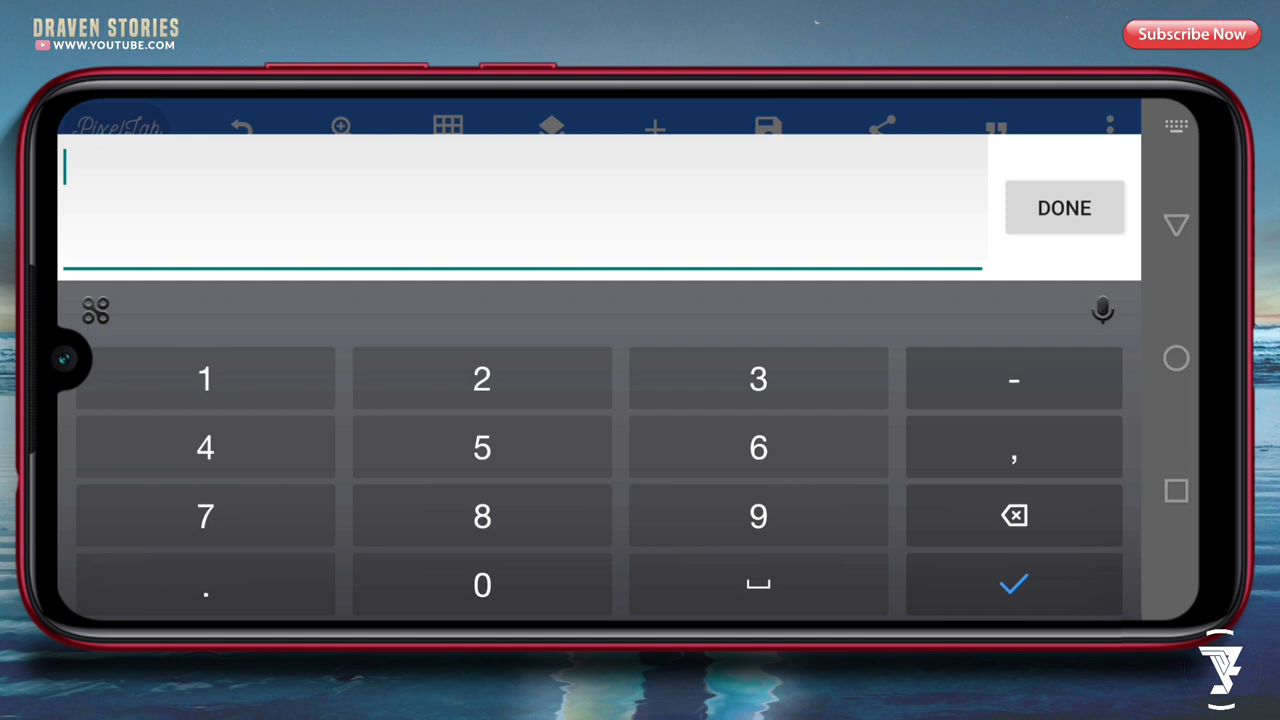 DRAVEN STORIES
WWW.YOUTUBE.COM
Subscribe Now
PixelLab
DONE
1 2 3 -
4 5 6 ,
7 8 9
. 0